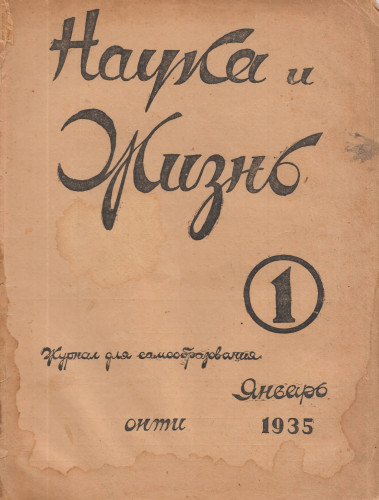 Наука и
Жизнь
1
Журнал для самообразования
Январь
онти 1935